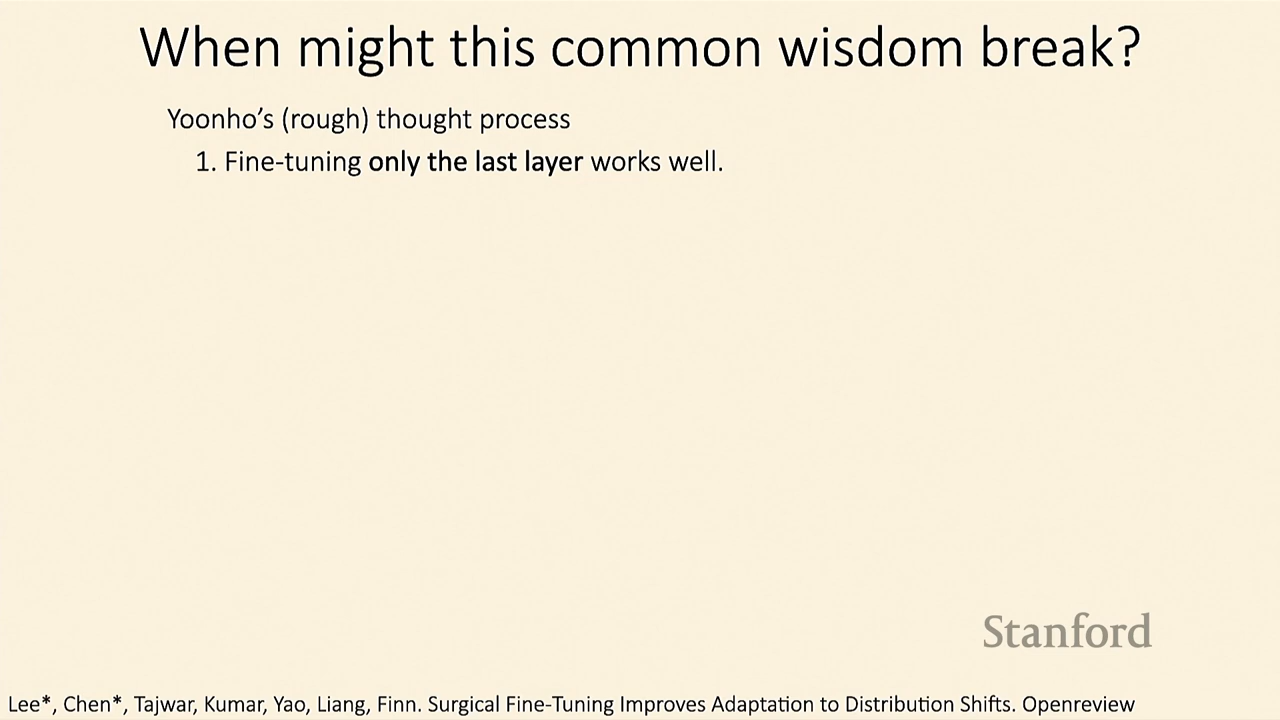 When might this common wisdom break?
Yoonho’s (rough) thought process
1. Fine-tuning only the last layer works well.
Stanford
Lee*, Chen*, Tajwar, Kumar, Yao, Liang, Finn. Surgical Fine-Tuning Improves Adaptation to Distribution Shifts. Openreview